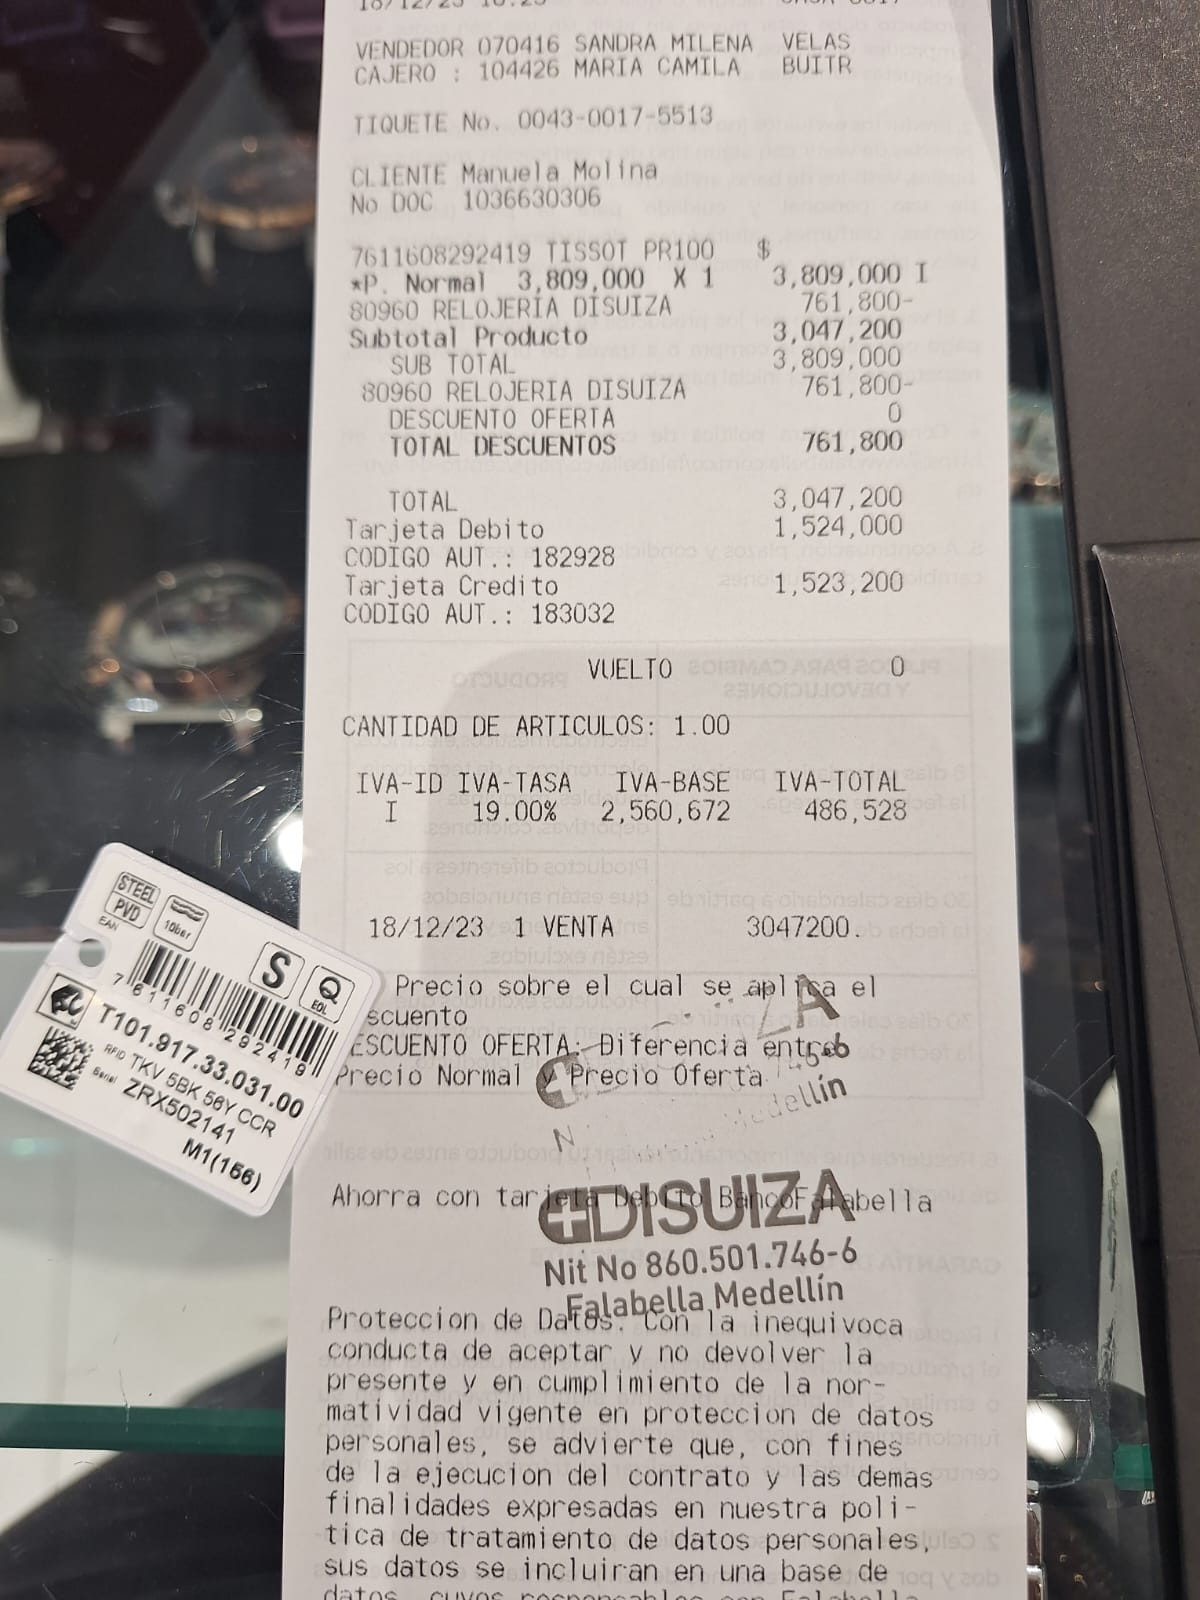 VENDEDOR 070416 SANDRA MILENA VELAS
CAJERO : 104426 MARIA CAMILA BUITR
TIQUETE No. 0043-0017-5513
CLIENTE Manuela Molina
No DOC 1036630306
7611608292419 TISSOT PR100 $
*P. Normal 3,809,000 X 1 3,809,000 I
80960 RELOJERIA DISUIZA 761,800-
Subtotal Producto 3,047,200
SUB TOTAL 3,809,000
80960 RELOJERIA DISUIZA 761,800-
DESCUENTO OFERTA 0
TOTAL DESCUENTOS 761,800
TOTAL 3,047,200
Tarjeta Debito 1,524,000
CODIGO AUT.: 182928
Tarjeta Credito 1,523,200
CODIGO AUT.: 183032
VUELTO 0
CANTIDAD DE ARTICULOS: 1.00
IVA-ID IVA-TASA IVA-BASE IVA-TOTAL
I 19.00% 2,560,672 486,528
18/12/23 1 VENTA 3047200.
Precio sobre el cual se aplica el
scuento
ESCUENTO OFERTA: Diferencia entre
Precio Normal y Precio Oferta
Medellín
Ahorra con tarjeta Debito BancoFalabella
DISUIZA
Nit No 860.501.746-6
Falabella Medellín
Proteccion de Datos. Con la inequivoca
conducta de aceptar y no devolver la
presente y en cumplimiento de la nor-
matividad vigente en proteccion de datos
personales, se advierte que, con fines
de la ejecucion del contrato y las demas
finalidades expresadas en nuestra poli-
tica de tratamiento de datos personales,
sus datos se incluiran en una base de
STEEL
PVD
10bar
EAN
S
Q
EOL
7611608292419
T101.917.33.031.00
RFID TKV 5BK 56Y CCR
Serial ZRX502141
M1(166)